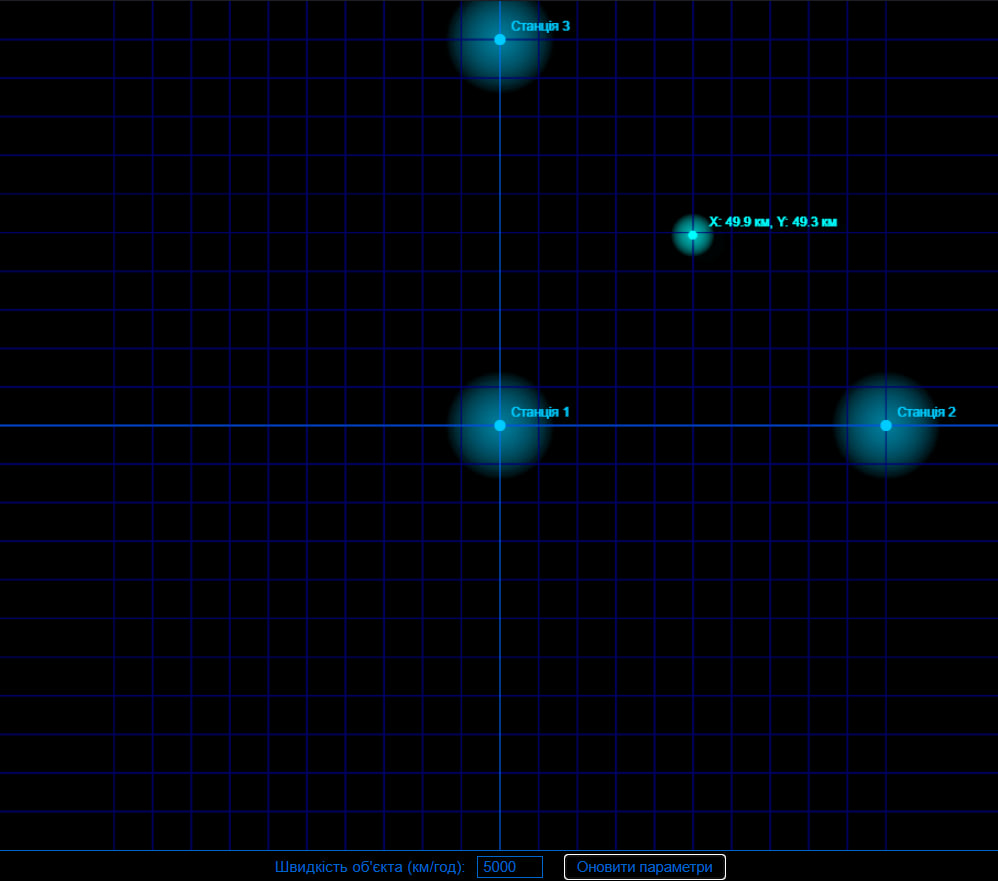 Станція 3
X: 49.9 км, Y: 49.3 км
Станція 1
Станція 2
Швидкість об'єкта (км/год): 5000 Оновити параметри